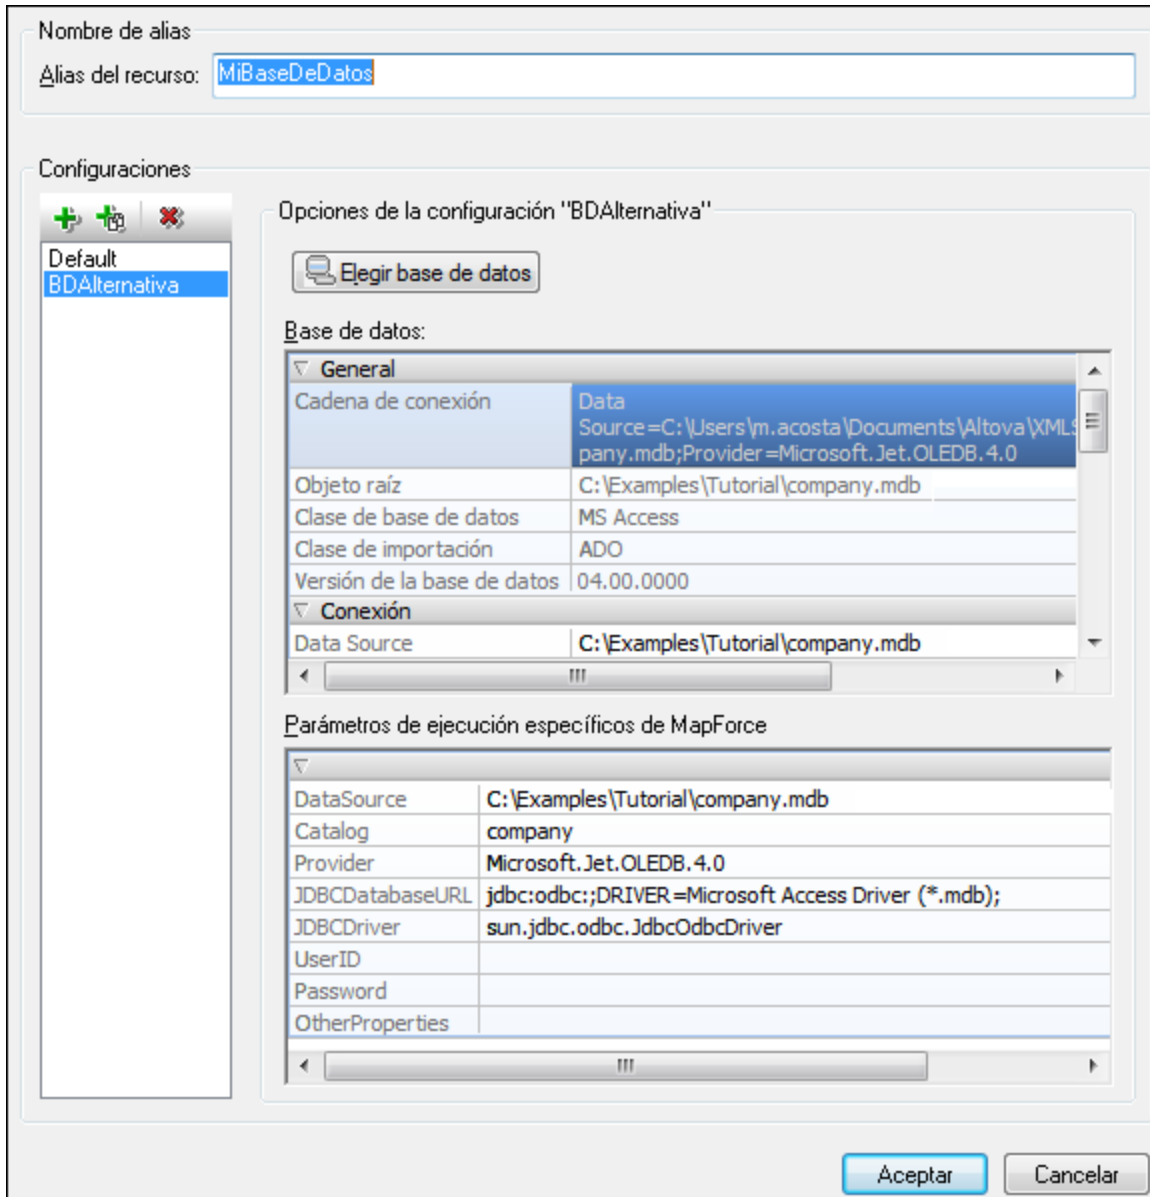 Nombre de alias
Alias del recurso: MiBaseDeDatos
Configuraciones
Default
BDAlternativa
Opciones de la configuración "BDAlternativa"
Elegir base de datos
Base de datos:
General
Cadena de conexión Data
Source=C:\Users\m.acosta\Documents\Altova\XMLS
pany.mdb;Provider=Microsoft.Jet.OLEDB.4.0
Objeto raíz C:\Examples\Tutorial\company.mdb
Clase de base de datos MS Access
Clase de importación ADO
Versión de la base de datos 04.00.0000
Conexión
Data Source C:\Examples\Tutorial\company.mdb
Parámetros de ejecución específicos de MapForce
DataSource C:\Examples\Tutorial\company.mdb
Catalog company
Provider Microsoft.Jet.OLEDB.4.0
JDBCDatabaseURL jdbc:odbc:;DRIVER=Microsoft Access Driver (*.mdb);
JDBCDriver sun.jdbc.odbc.JdbcOdbcDriver
UserID
Password
OtherProperties
Aceptar Cancelar